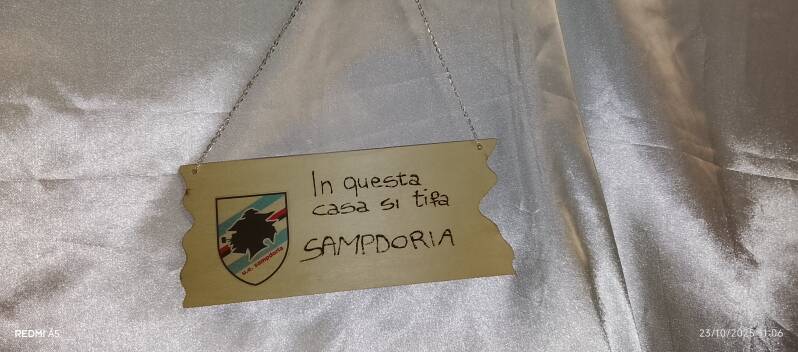 In questa
casa si tifa
SAMPDORIA
u.c. sampdoria
REDMI A5
23/10/2025 11:06